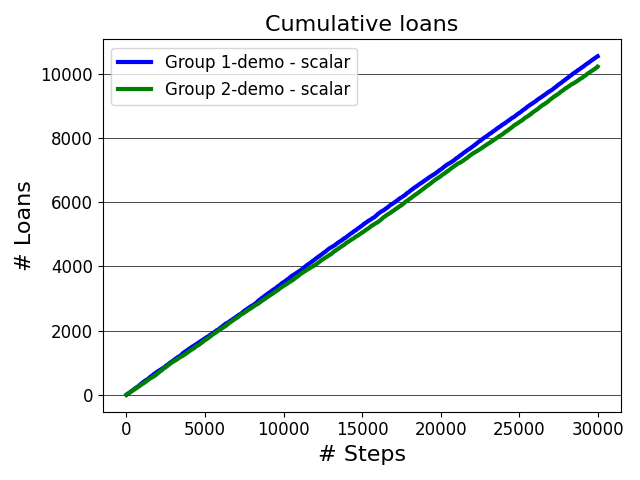 Cumulative loans
Group 1-demo - scalar
Group 2-demo - scalar
# Loans
10000
8000
6000
4000
2000
0
0 5000 10000 15000 20000 25000 30000
# Steps